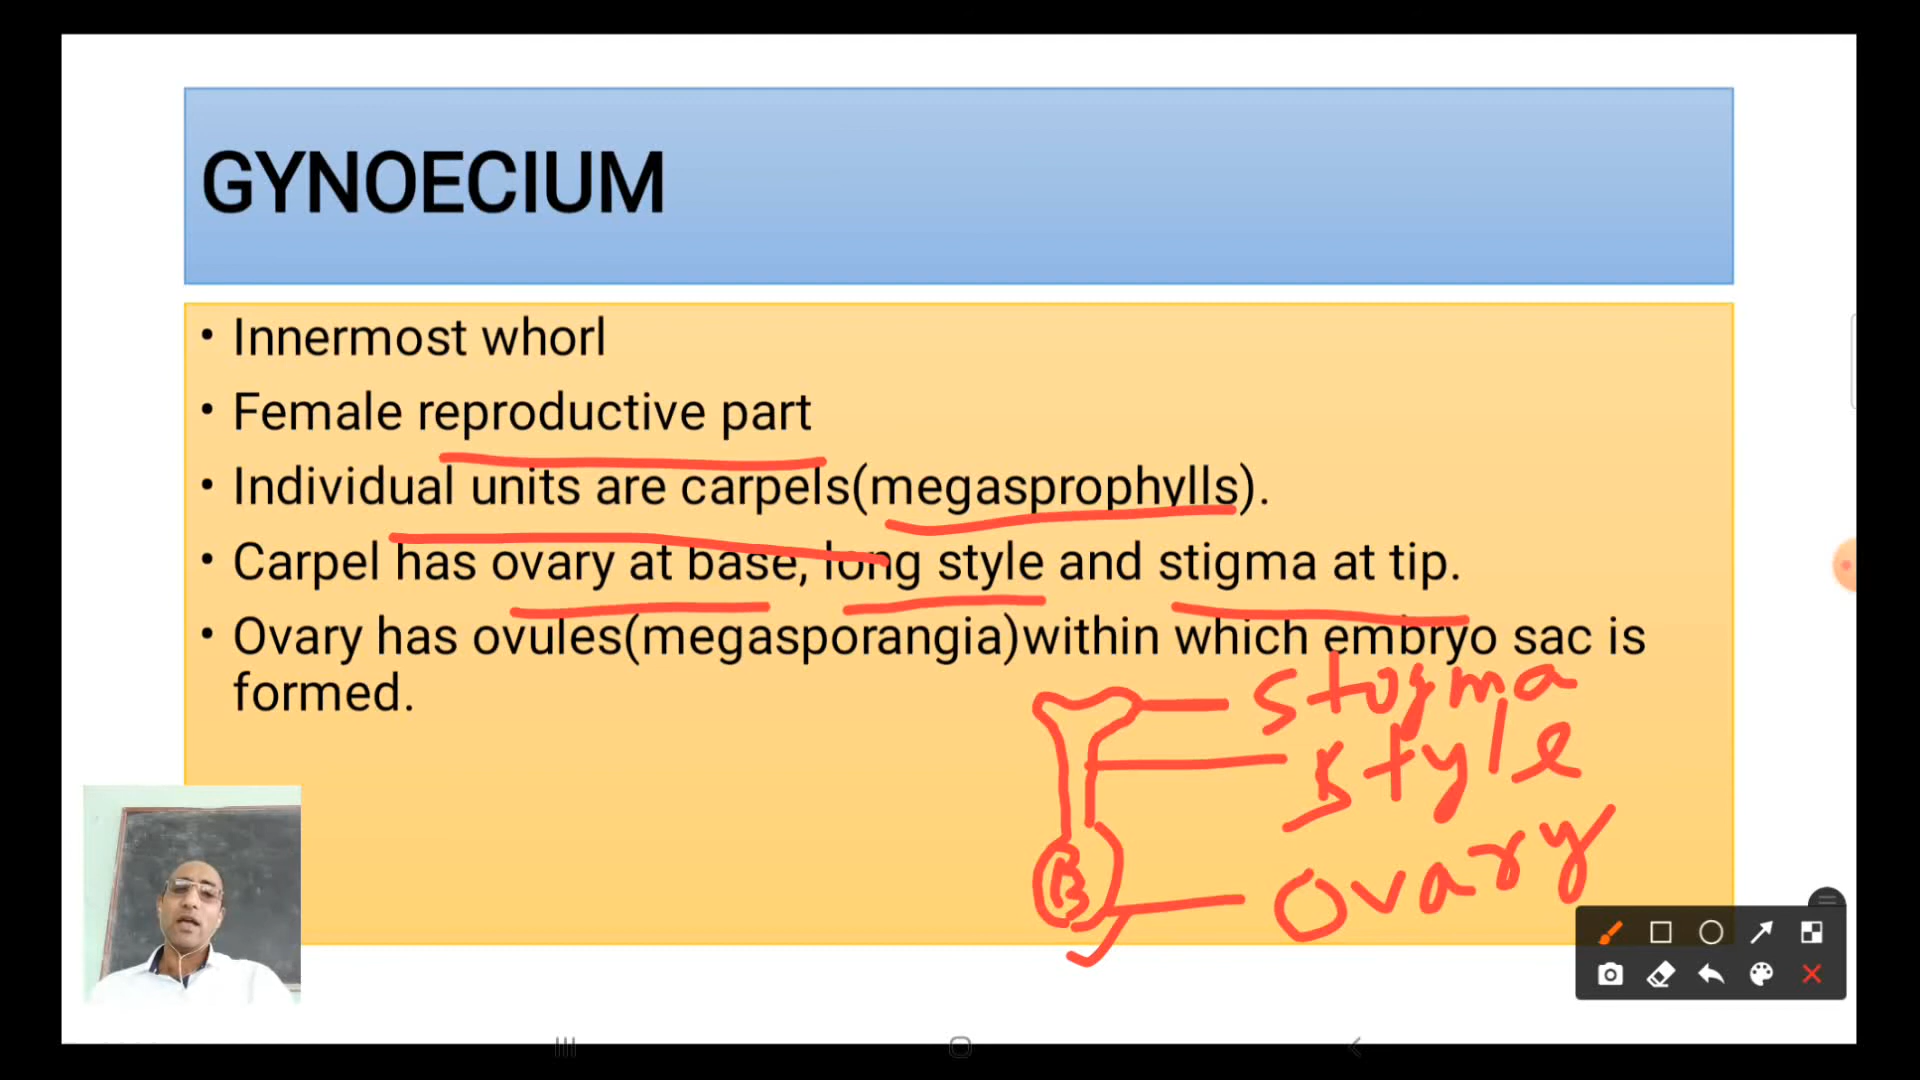 GYNOECIUM
• Innermost whorl
• Female reproductive part
• Individual units are carpels(megasprophylls).
• Carpel has ovary at base, long style and stigma at tip.
• Ovary has ovules(megasporangia)within which embryo sac is
formed.
stogma
style
ovary